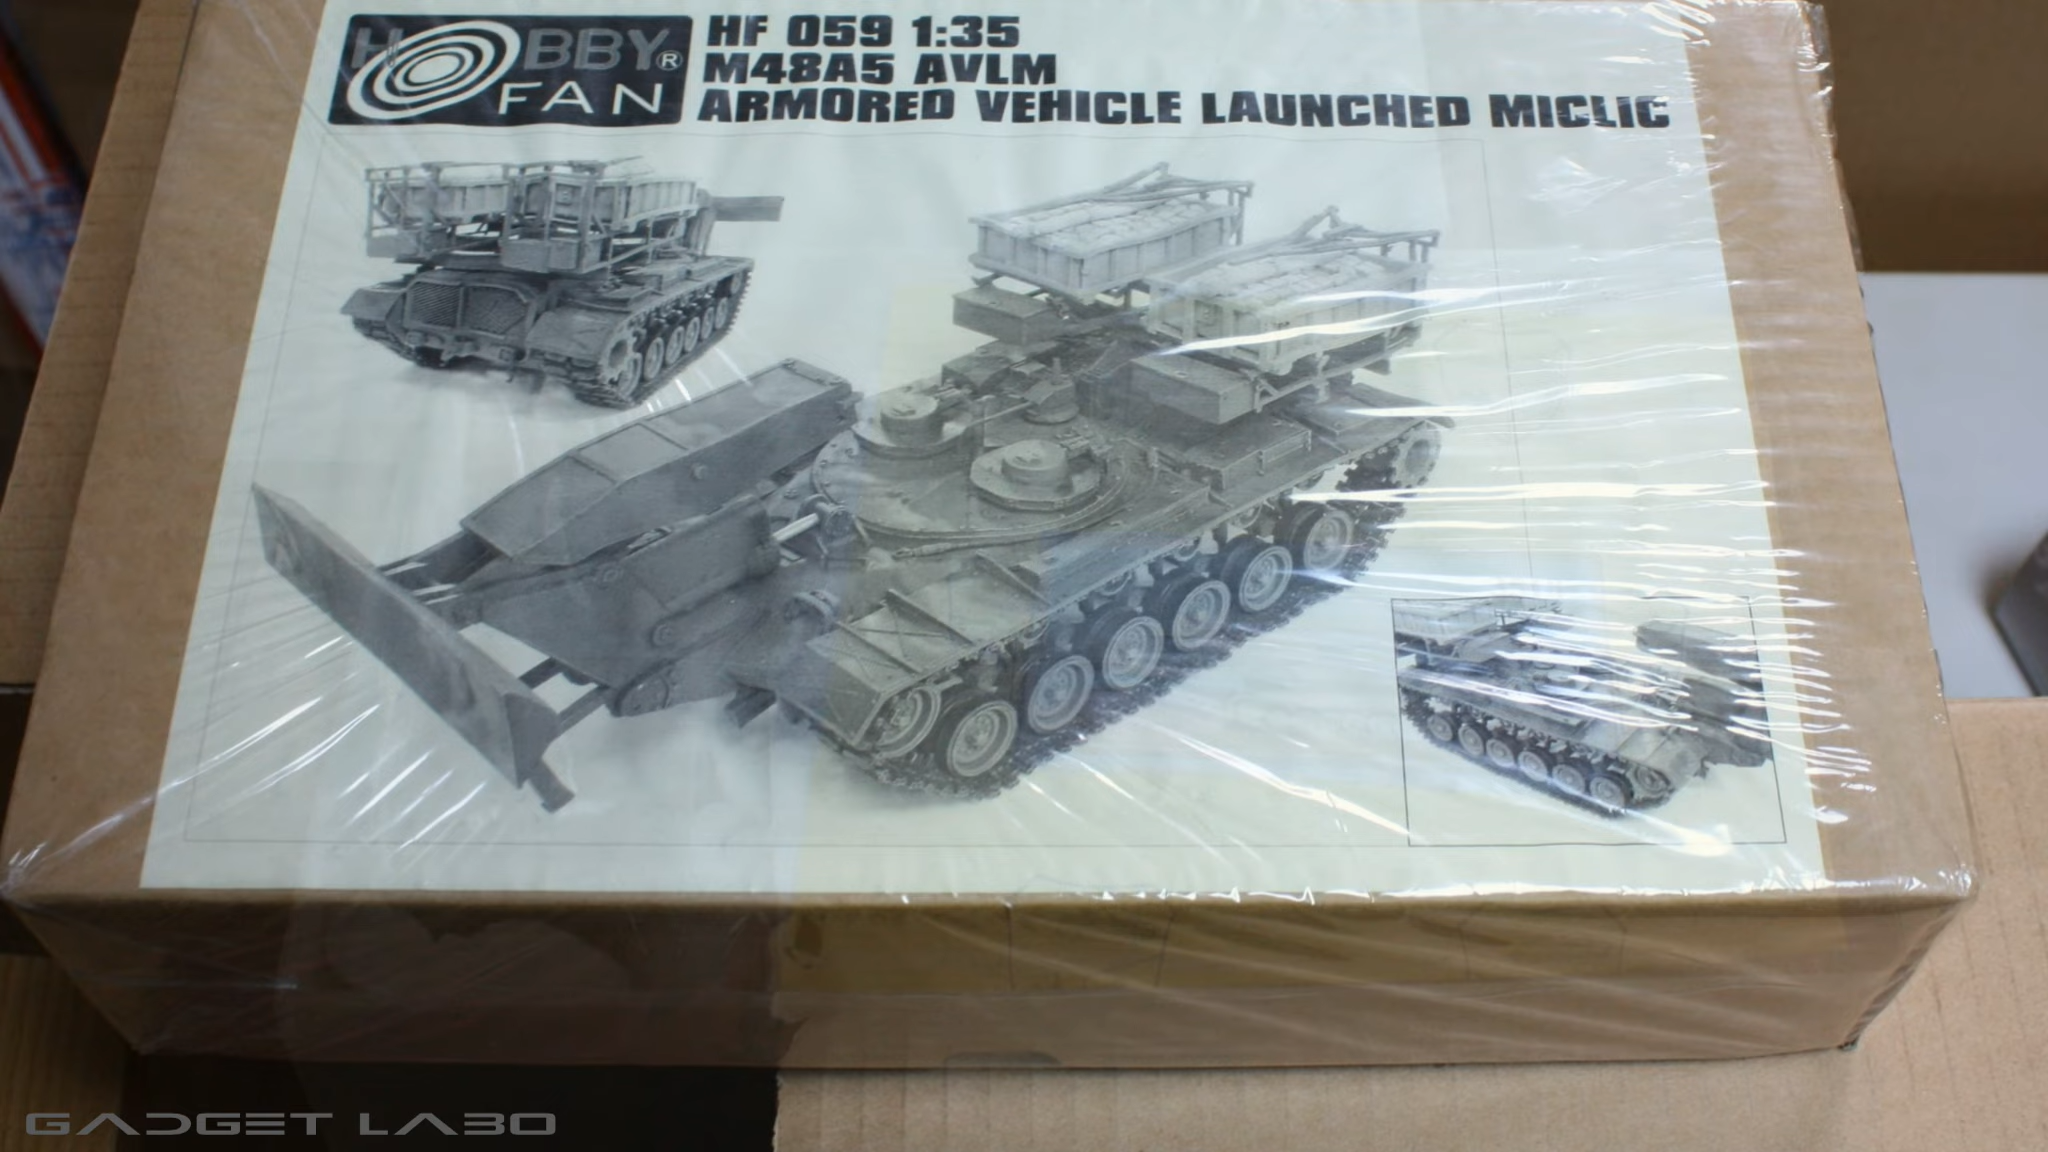 HOBBY®
FAN
HF 059 1:35
M48A5 AVLM
ARMORED VEHICLE LAUNCHED MICLIC
GADGET LABO